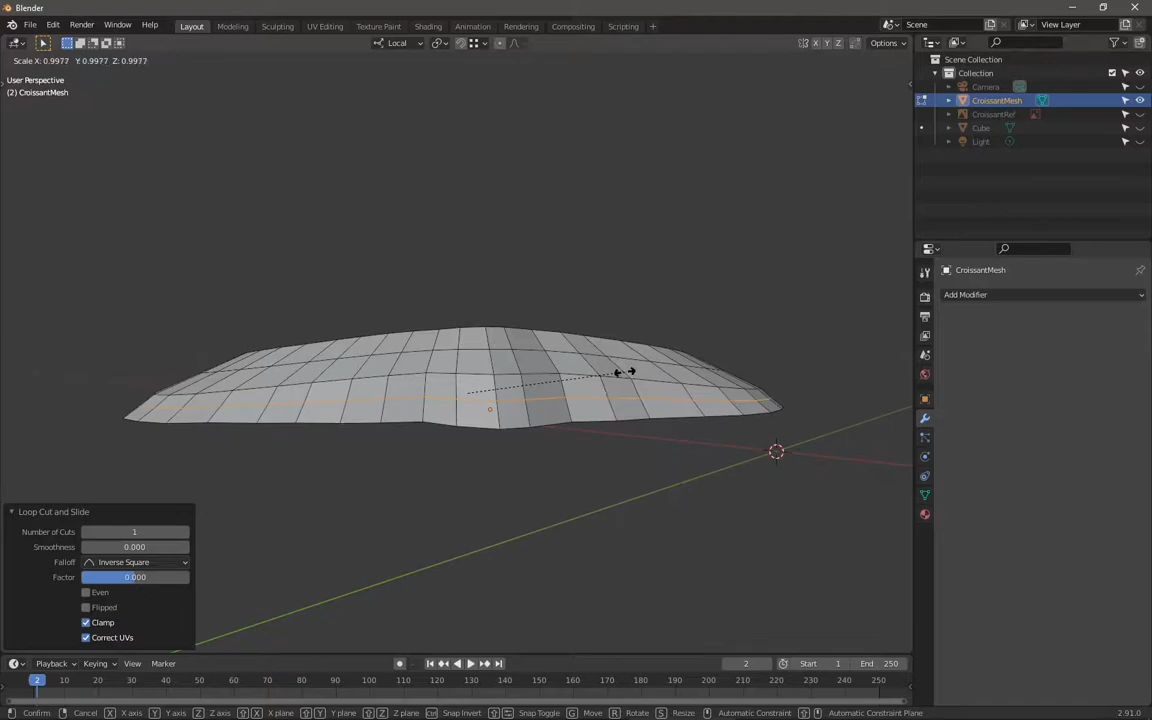 Blender
File Edit Render Window Help Layout Modeling Sculpting UV Editing Texture Paint Shading Animation Rendering Compositing Scripting + Scene View Layer
Local Options
Scale X: 0.9977 Y: 0.9977 Z: 0.9977
X Y Z
User Perspective
(2) CroissantMesh
Scene Collection
Collection
Camera
CroissantMesh
CroissantRef
Cube
Light
CroissantMesh
Add Modifier
Loop Cut and Slide
Number of Cuts 1
Smoothness 0.000
Falloff Inverse Square
Factor 0.000
Even
Flipped
Clamp
Correct UVs
Playback Keying View Marker 2 Start 1 End 250
2 10 20 30 40 50 60 70 80 90 100 110 120 130 140 150 160 170 180 190 200 210 220 230 240 250
Confirm Cancel X X axis Y Y axis Z Z axis X X plane Y Y plane Z Z plane Snap Invert Snap Toggle G Move R Rotate S Resize Automatic Constraint Automatic Constraint Plane 2.91.0